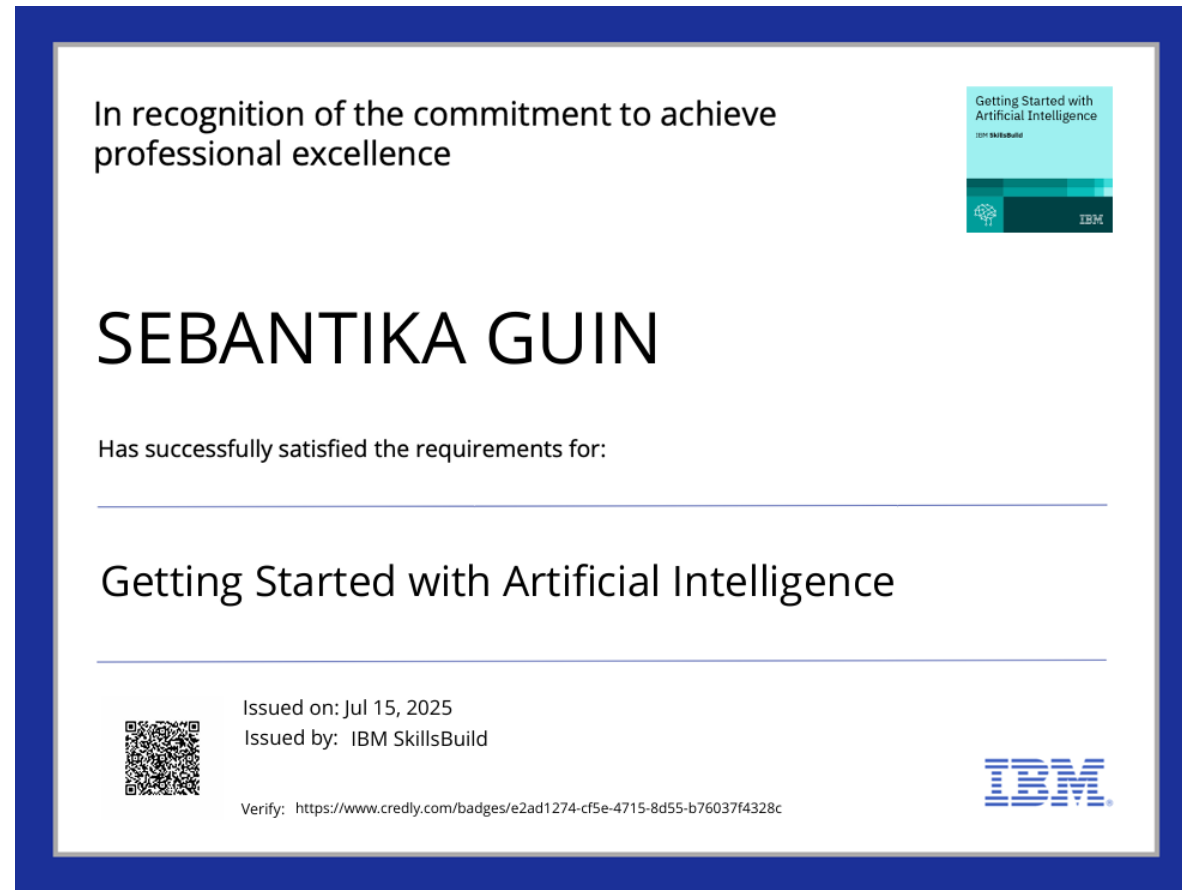 In recognition of the commitment to achieve
professional excellence
Getting Started with
Artificial Intelligence
IBM SkillsBuild
IBM
SEBANTIKA GUIN
Has successfully satisfied the requirements for:
Getting Started with Artificial Intelligence
Issued on: Jul 15, 2025
Issued by: IBM SkillsBuild
IBM
Verify: https://www.credly.com/badges/e2ad1274-cf5e-4715-8d55-b76037f4328c